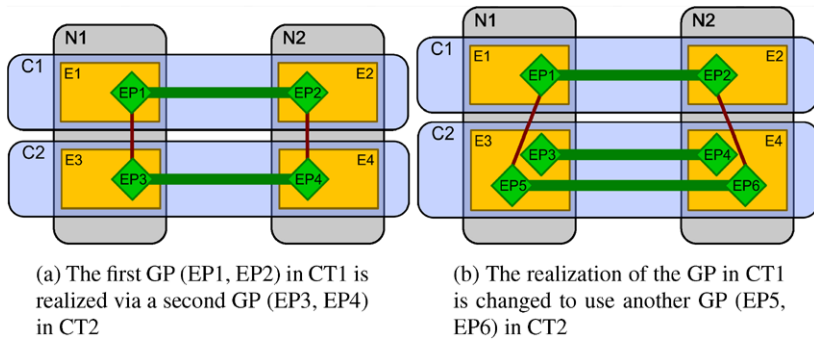 N1 N2
C1 E1 E2
EP1 EP2
C2 E3 E4
EP3 EP4
(a) The first GP (EP1, EP2) in CT1 is
realized via a second GP (EP3, EP4)
in CT2
N1 N2
C1 E1 E2
EP1 EP2
C2 E3 E4
EP3 EP4
EP5 EP6
(b) The realization of the GP in CT1
is changed to use another GP (EP5,
EP6) in CT2